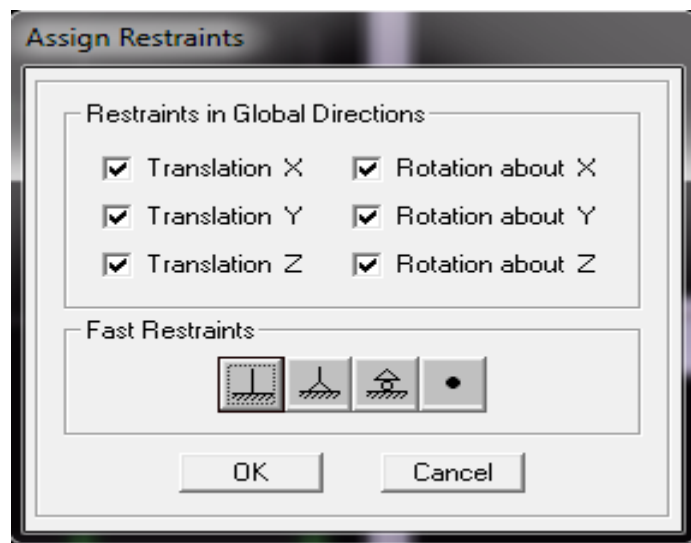 Assign Restraints
Restraints in Global Directions
Translation X Rotation about X
Translation Y Rotation about Y
Translation Z Rotation about Z
Fast Restraints
OK Cancel